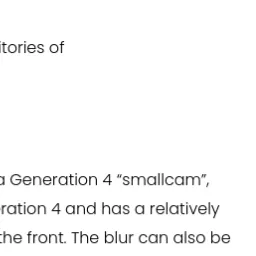 itories of
a Generation 4 “smallcam”,
ration 4 and has a relatively
the front. The blur can also be